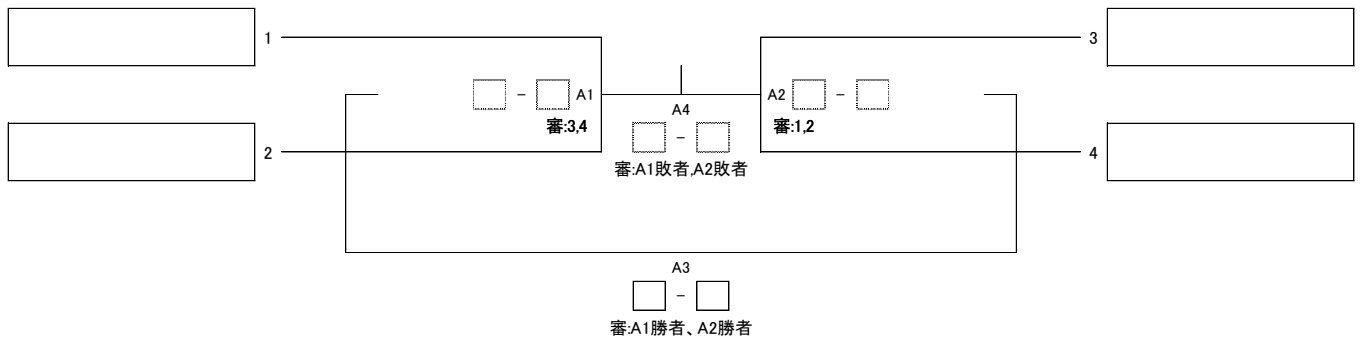 1
3
- A1
A2 -
A4
審:3,4
審:1,2
-
2
4
審:A1敗者,A2敗者
A3
-
審:A1勝者、A2勝者